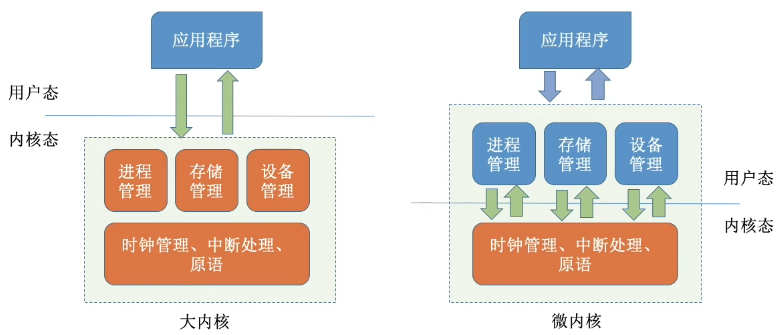 应用程序
用户态
内核态
进程
管理
存储
管理
设备
管理
时钟管理、中断处理、
原语
大内核
应用程序
进程
管理
存储
管理
设备
管理
用户态
内核态
时钟管理、中断处理、
原语
微内核